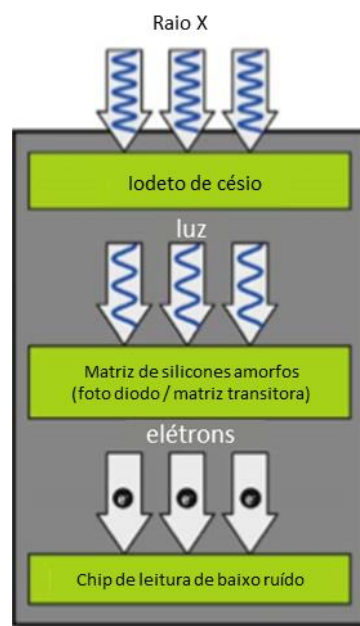 Raio X
Iodeto de césio
luz
Matriz de silicones amorfos
(foto diodo / matriz transitora)
elétrons
e⁻ e⁻ e⁻
Chip de leitura de baixo ruído